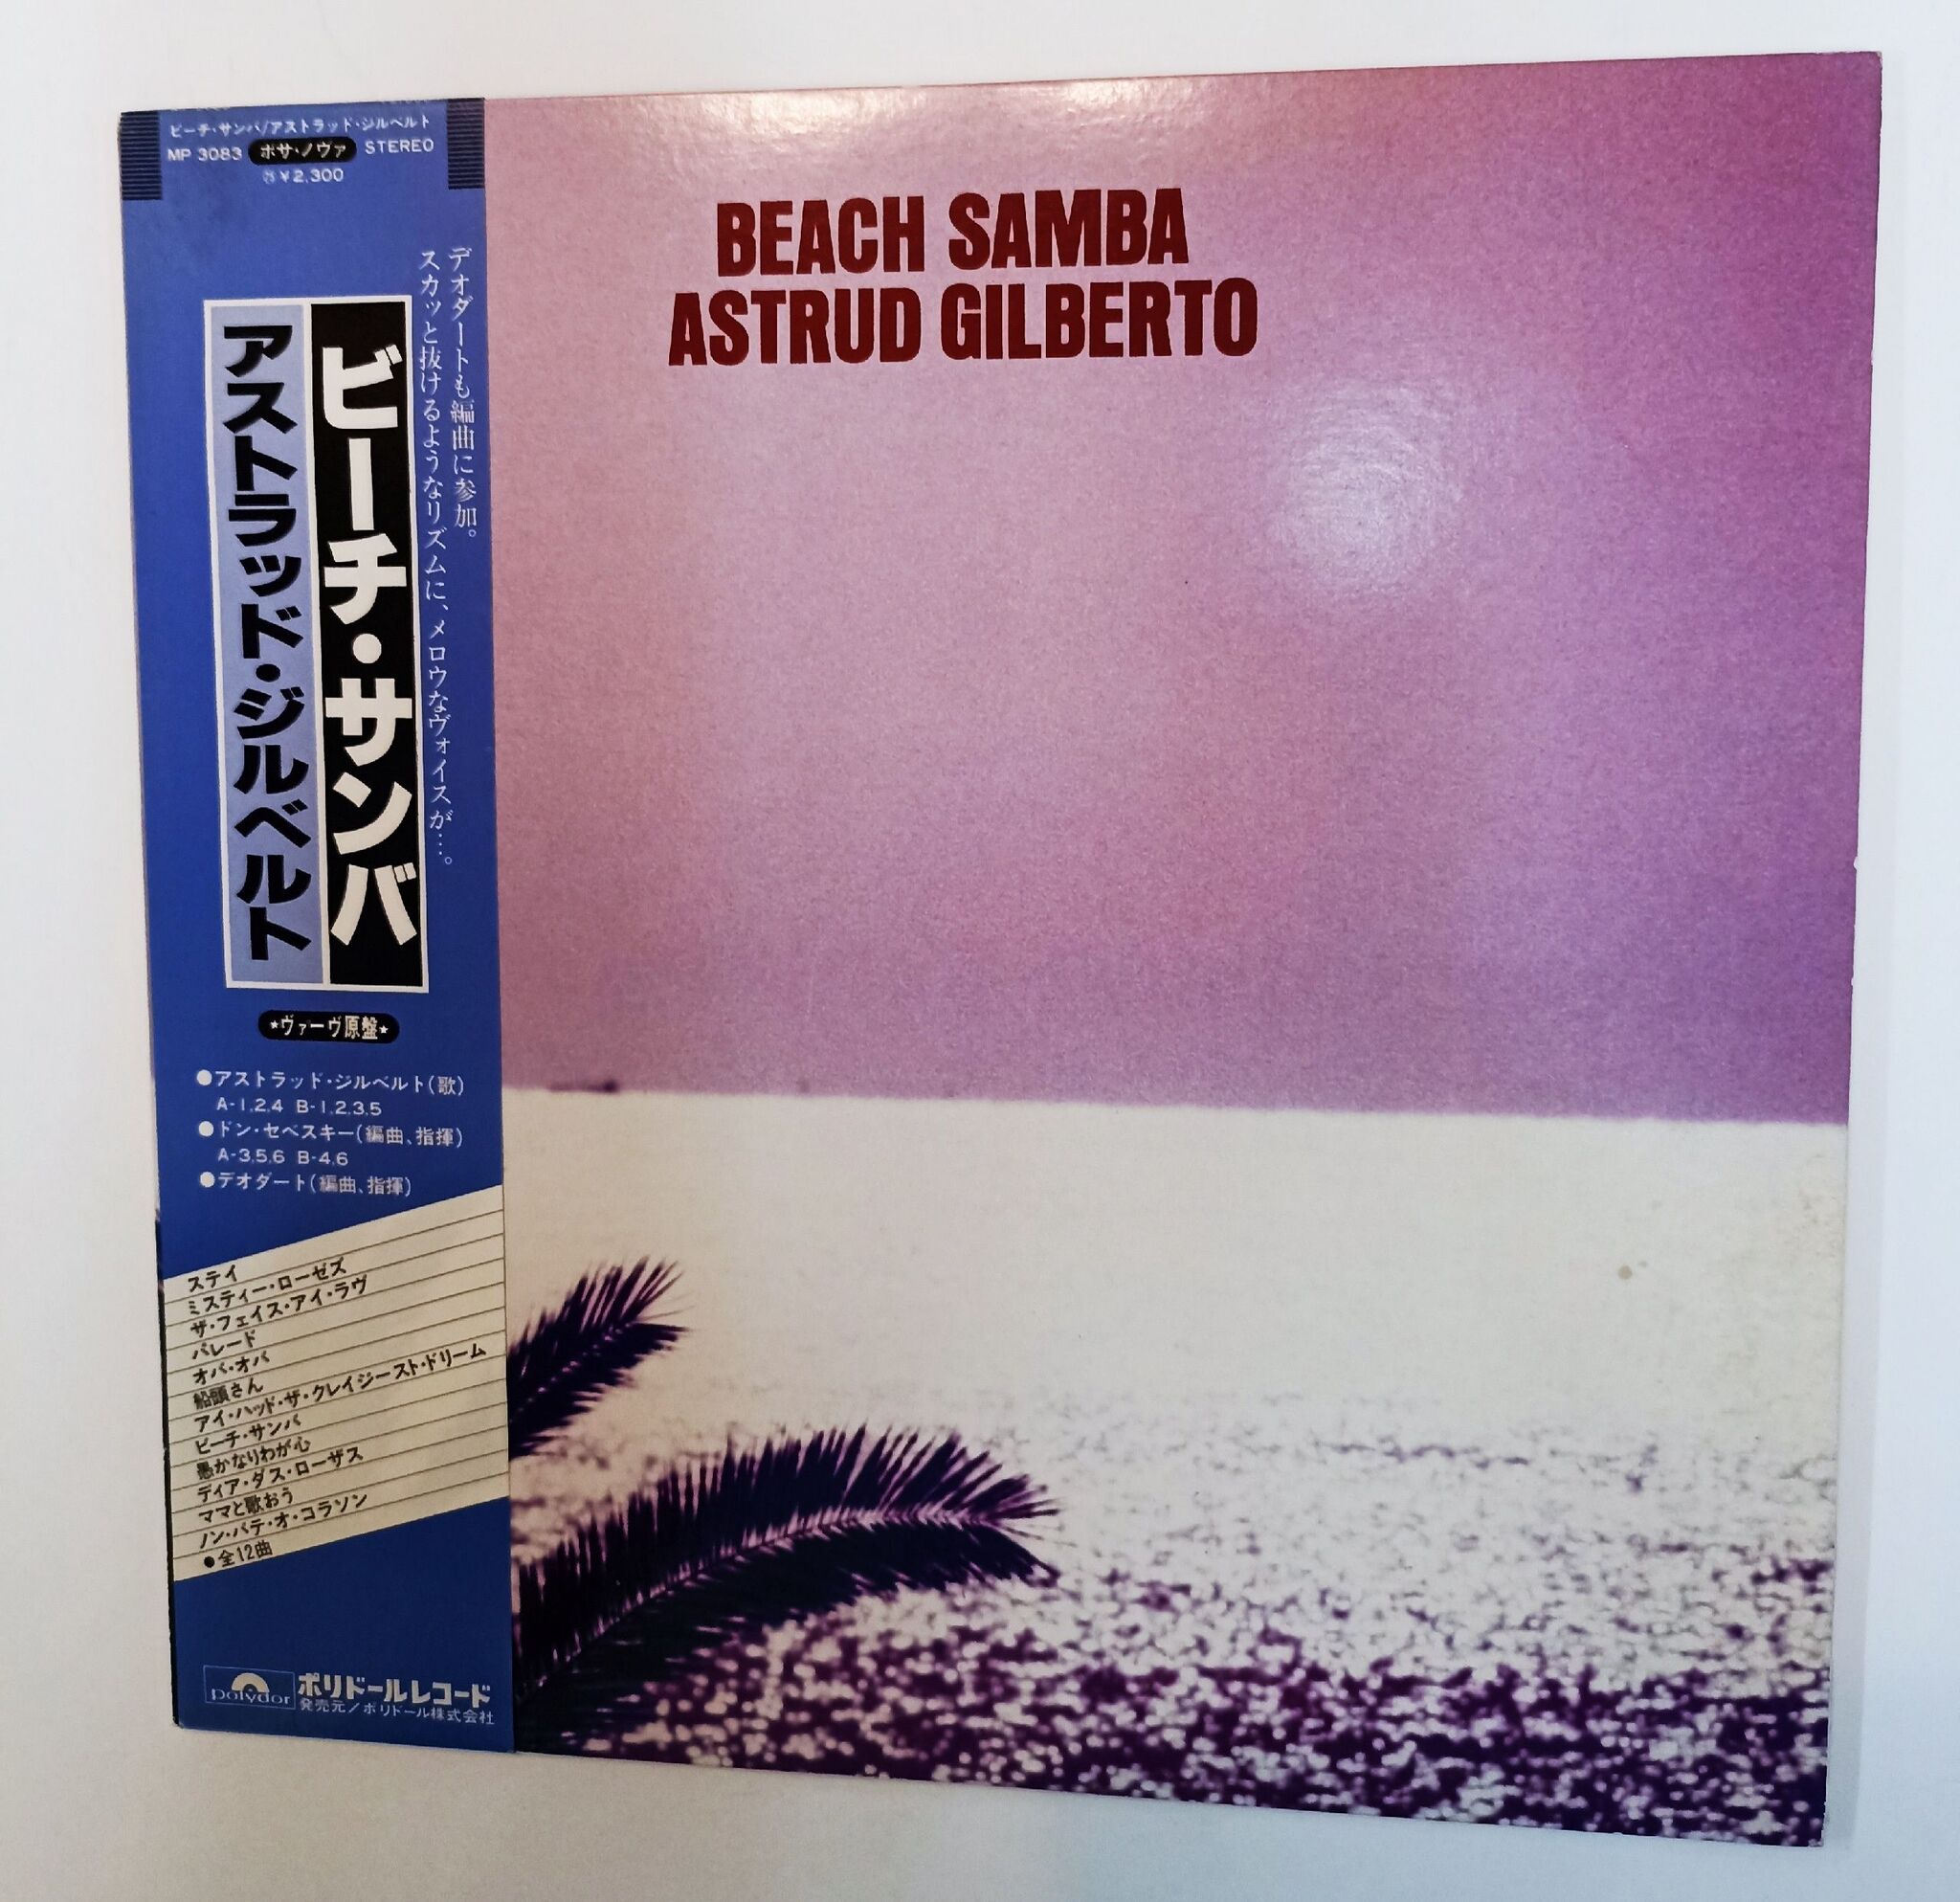 ビーチ・サンバ/アストラッド・ジルベルト
MP 3083 ボサ・ノヴァ STEREO
¥2,300
デオダートも編曲に参加。
スカッと抜けるようなリズムに、メロウなヴォイスが…。
ビーチ・サンバ
アストラッド・ジルベルト
★ヴァーヴ原盤★
●アストラッド・ジルベルト(歌)
A-1,2,4 B-1,2,3,5
●ドン・セベスキー(編曲、指揮)
A-3,5,6 B-4,6
●デオダート(編曲、指揮)
ステイ
ミスティー・ローゼズ
ザ・フェイス・アイ・ラヴ
パレード
オバ・オバ
船頭さん
アイ・ハッド・ザ・クレイジースト・ドリーム
ビーチ・サンバ
愚かなりわが心
ディア・ダス・ローザス
ママと歌おう
ノン・バテ・オ・コラソン
●全12曲
polydor ポリドールレコード
発売元/ポリドール株式会社
BEACH SAMBA
ASTRUD GILBERTO